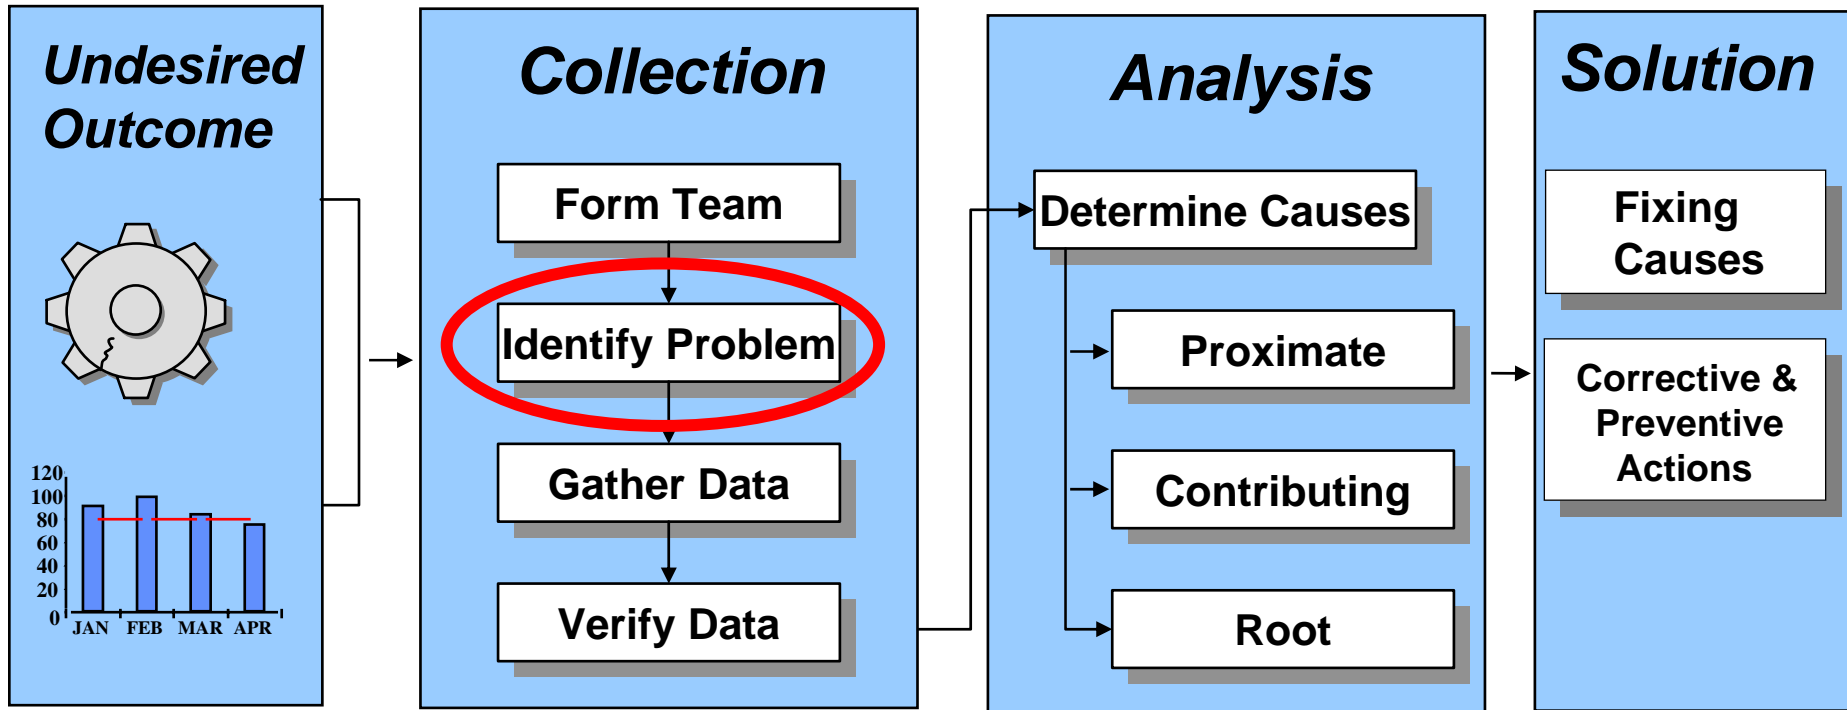 Undesired
Outcome
120
100
80
60
40
20
0
JAN FEB MAR APR
Collection
Form Team
Identify Problem
Gather Data
Verify Data
Analysis
Determine Causes
Proximate
Contributing
Root
Solution
Fixing
Causes
Corrective &
Preventive
Actions